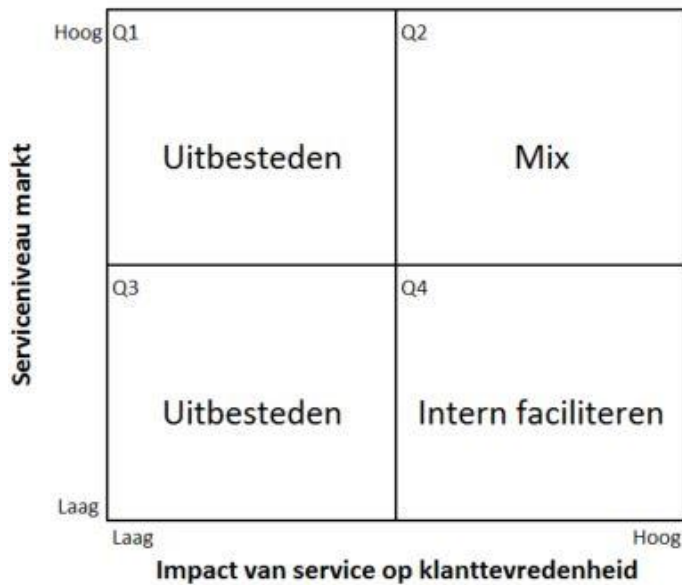 Hoog
Q1
Q2
Uitbesteden
Mix
Serviceniveau markt
Q3
Q4
Uitbesteden
Intern faciliteren
Laag
Laag
Hoog
Impact van service op klanttevredenheid